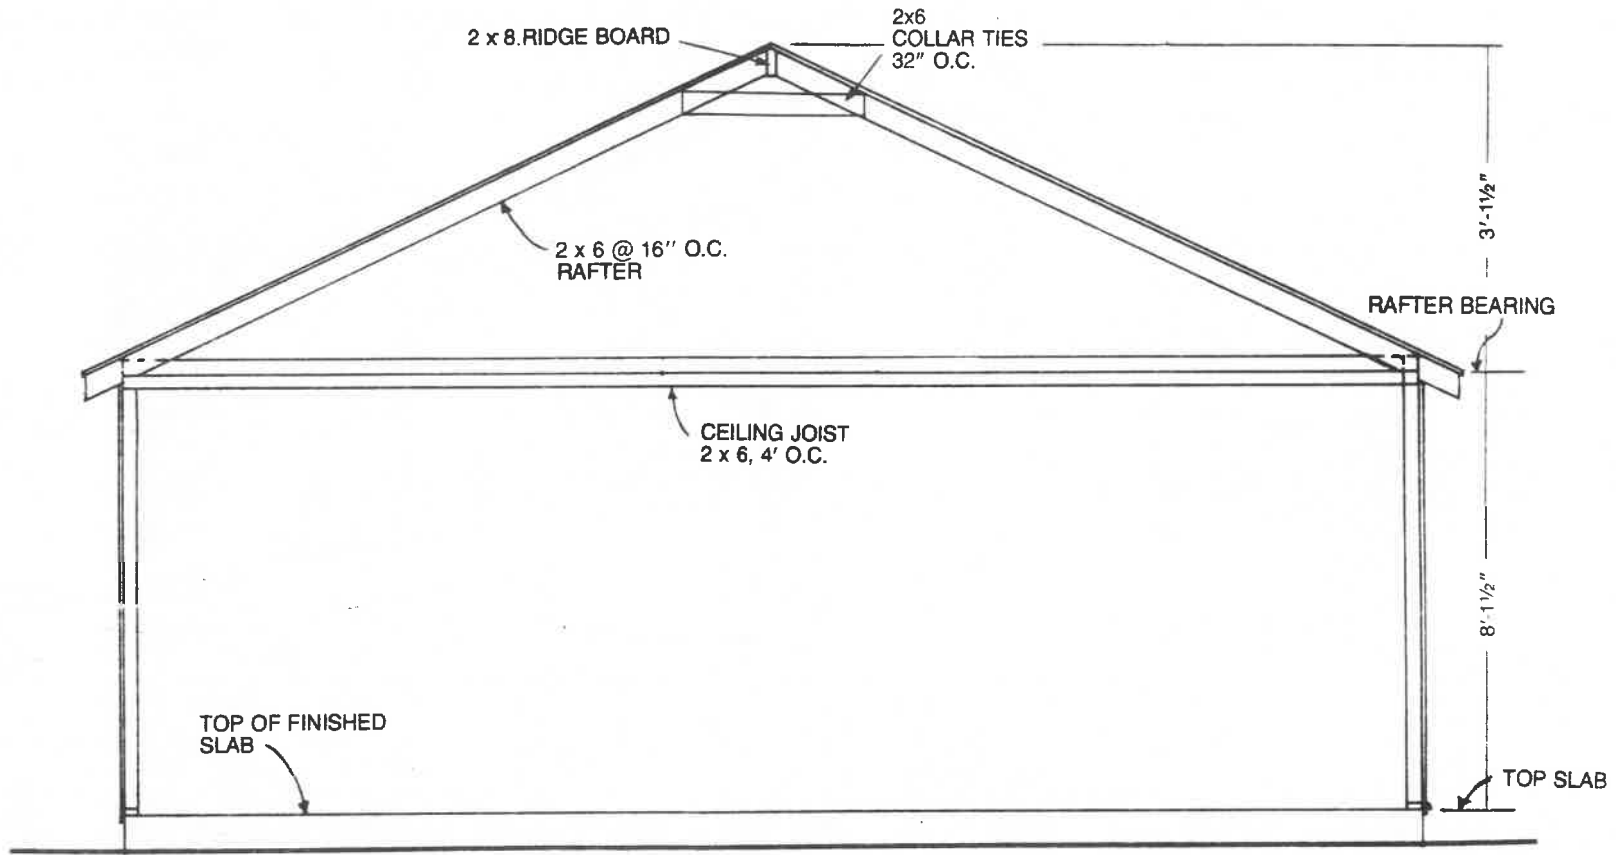 2 x 8.RIDGE BOARD
2x6
COLLAR TIES
32" O.C.
3'-11½"
2 x 6 @ 16" O.C.
RAFTER
RAFTER BEARING
CEILING JOIST
2 x 6, 4' O.C.
8'-1½"
TOP OF FINISHED
SLAB
TOP SLAB